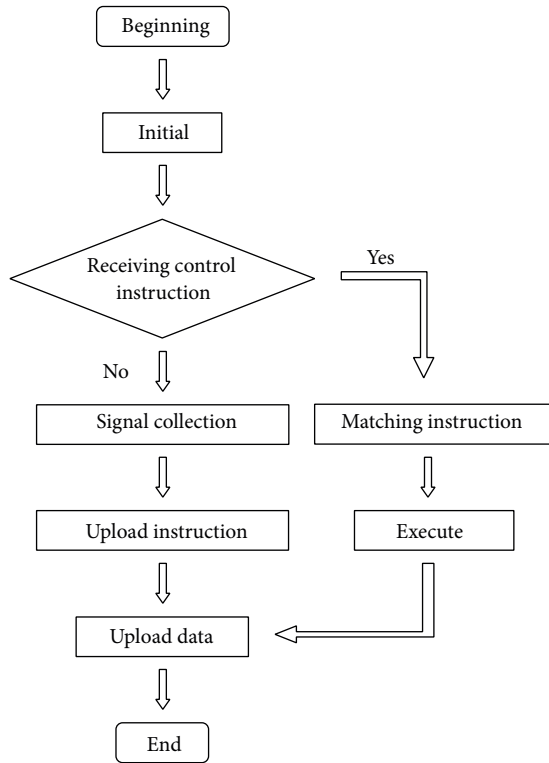 Beginning
Initial
Receiving control
instruction
Yes
No
Signal collection
Matching instruction
Upload instruction
Execute
Upload data
End